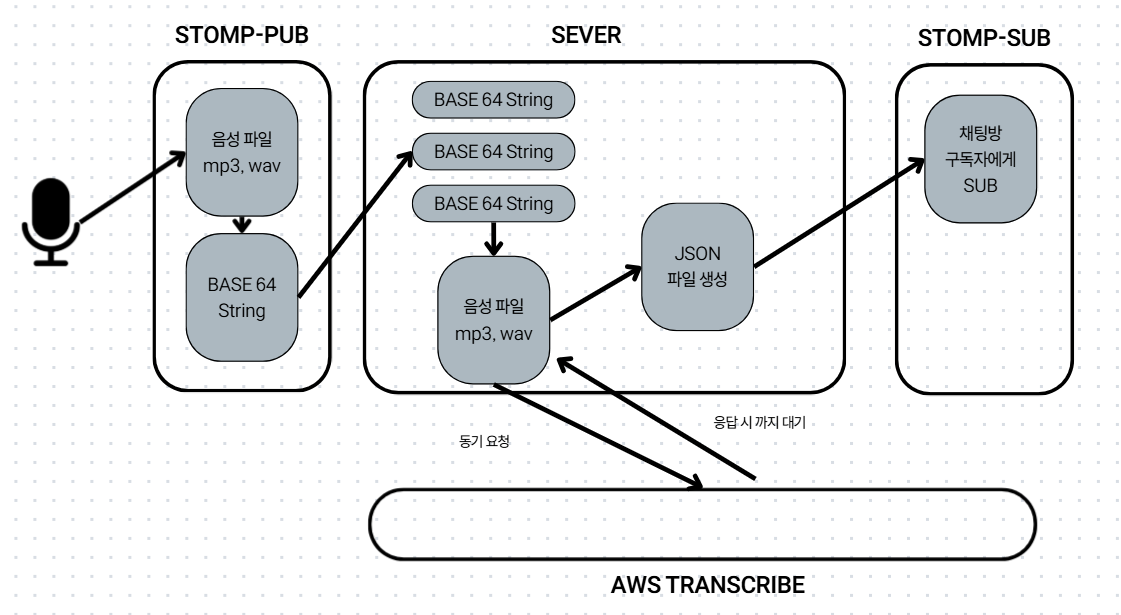 STOMP-PUB
SEVER
STOMP-SUB
음성 파일
mp3, wav
BASE 64
String
BASE 64 String
BASE 64 String
BASE 64 String
음성 파일
mp3, wav
JSON
파일 생성
채팅방
구독자에게
SUB
동기 요청
응답 시 까지 대기
AWS TRANSCRIBE